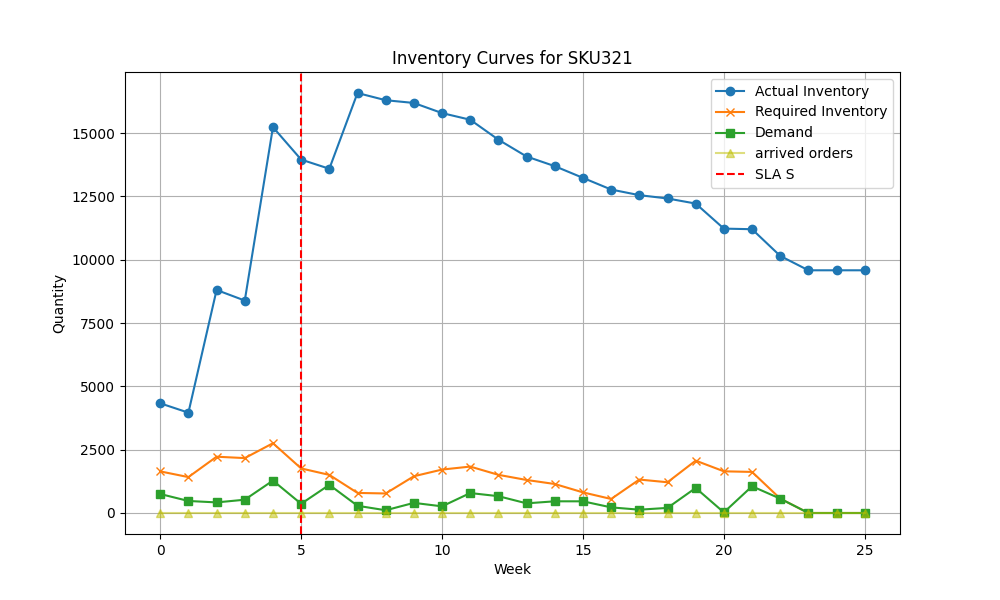 Inventory Curves for SKU321
Actual Inventory
Required Inventory
Demand
arrived orders
SLA S
Quantity
15000
12500
10000
7500
5000
2500
0
0 5 10 15 20 25
Week